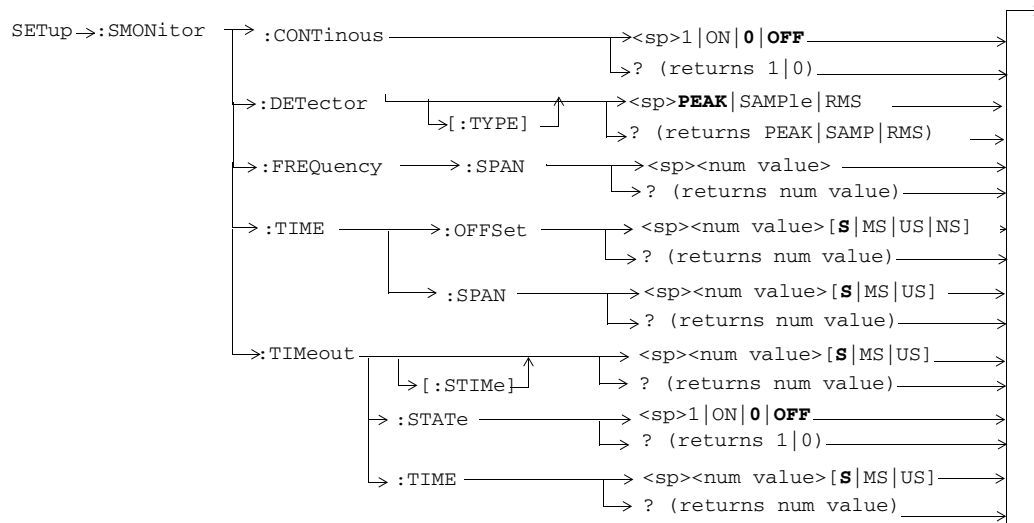 SETup :SMONitor :CONTinous <sp>1|ON|0|OFF
? (returns 1|0)
:DETector <sp>PEAK|SAMPle|RMS
[:TYPE] ? (returns PEAK|SAMP|RMS)
:FREQuency :SPAN <sp><num value>
? (returns num value)
:TIME :OFFSet <sp><num value>[S|MS|US|NS]
? (returns num value)
:SPAN <sp><num value>[S|MS|US]
? (returns num value)
:TIMeout <sp><num value>[S|MS|US]
[:STIMe] ? (returns num value)
:STATe <sp>1|ON|0|OFF
? (returns 1|0)
:TIME <sp><num value>[S|MS|US]
? (returns num value)